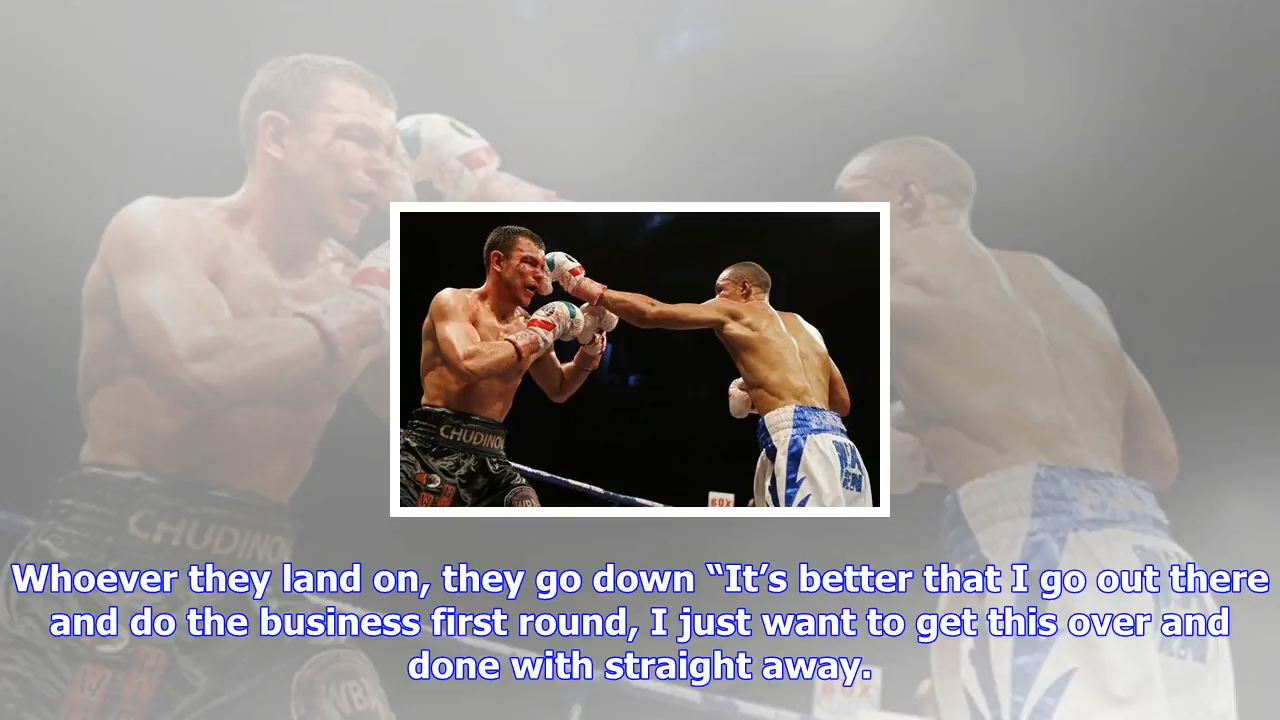 CHUDINOV
BOX
Whoever they land on, they go down “It’s better that I go out there
and do the business first round, I just want to get this over and
done with straight away.